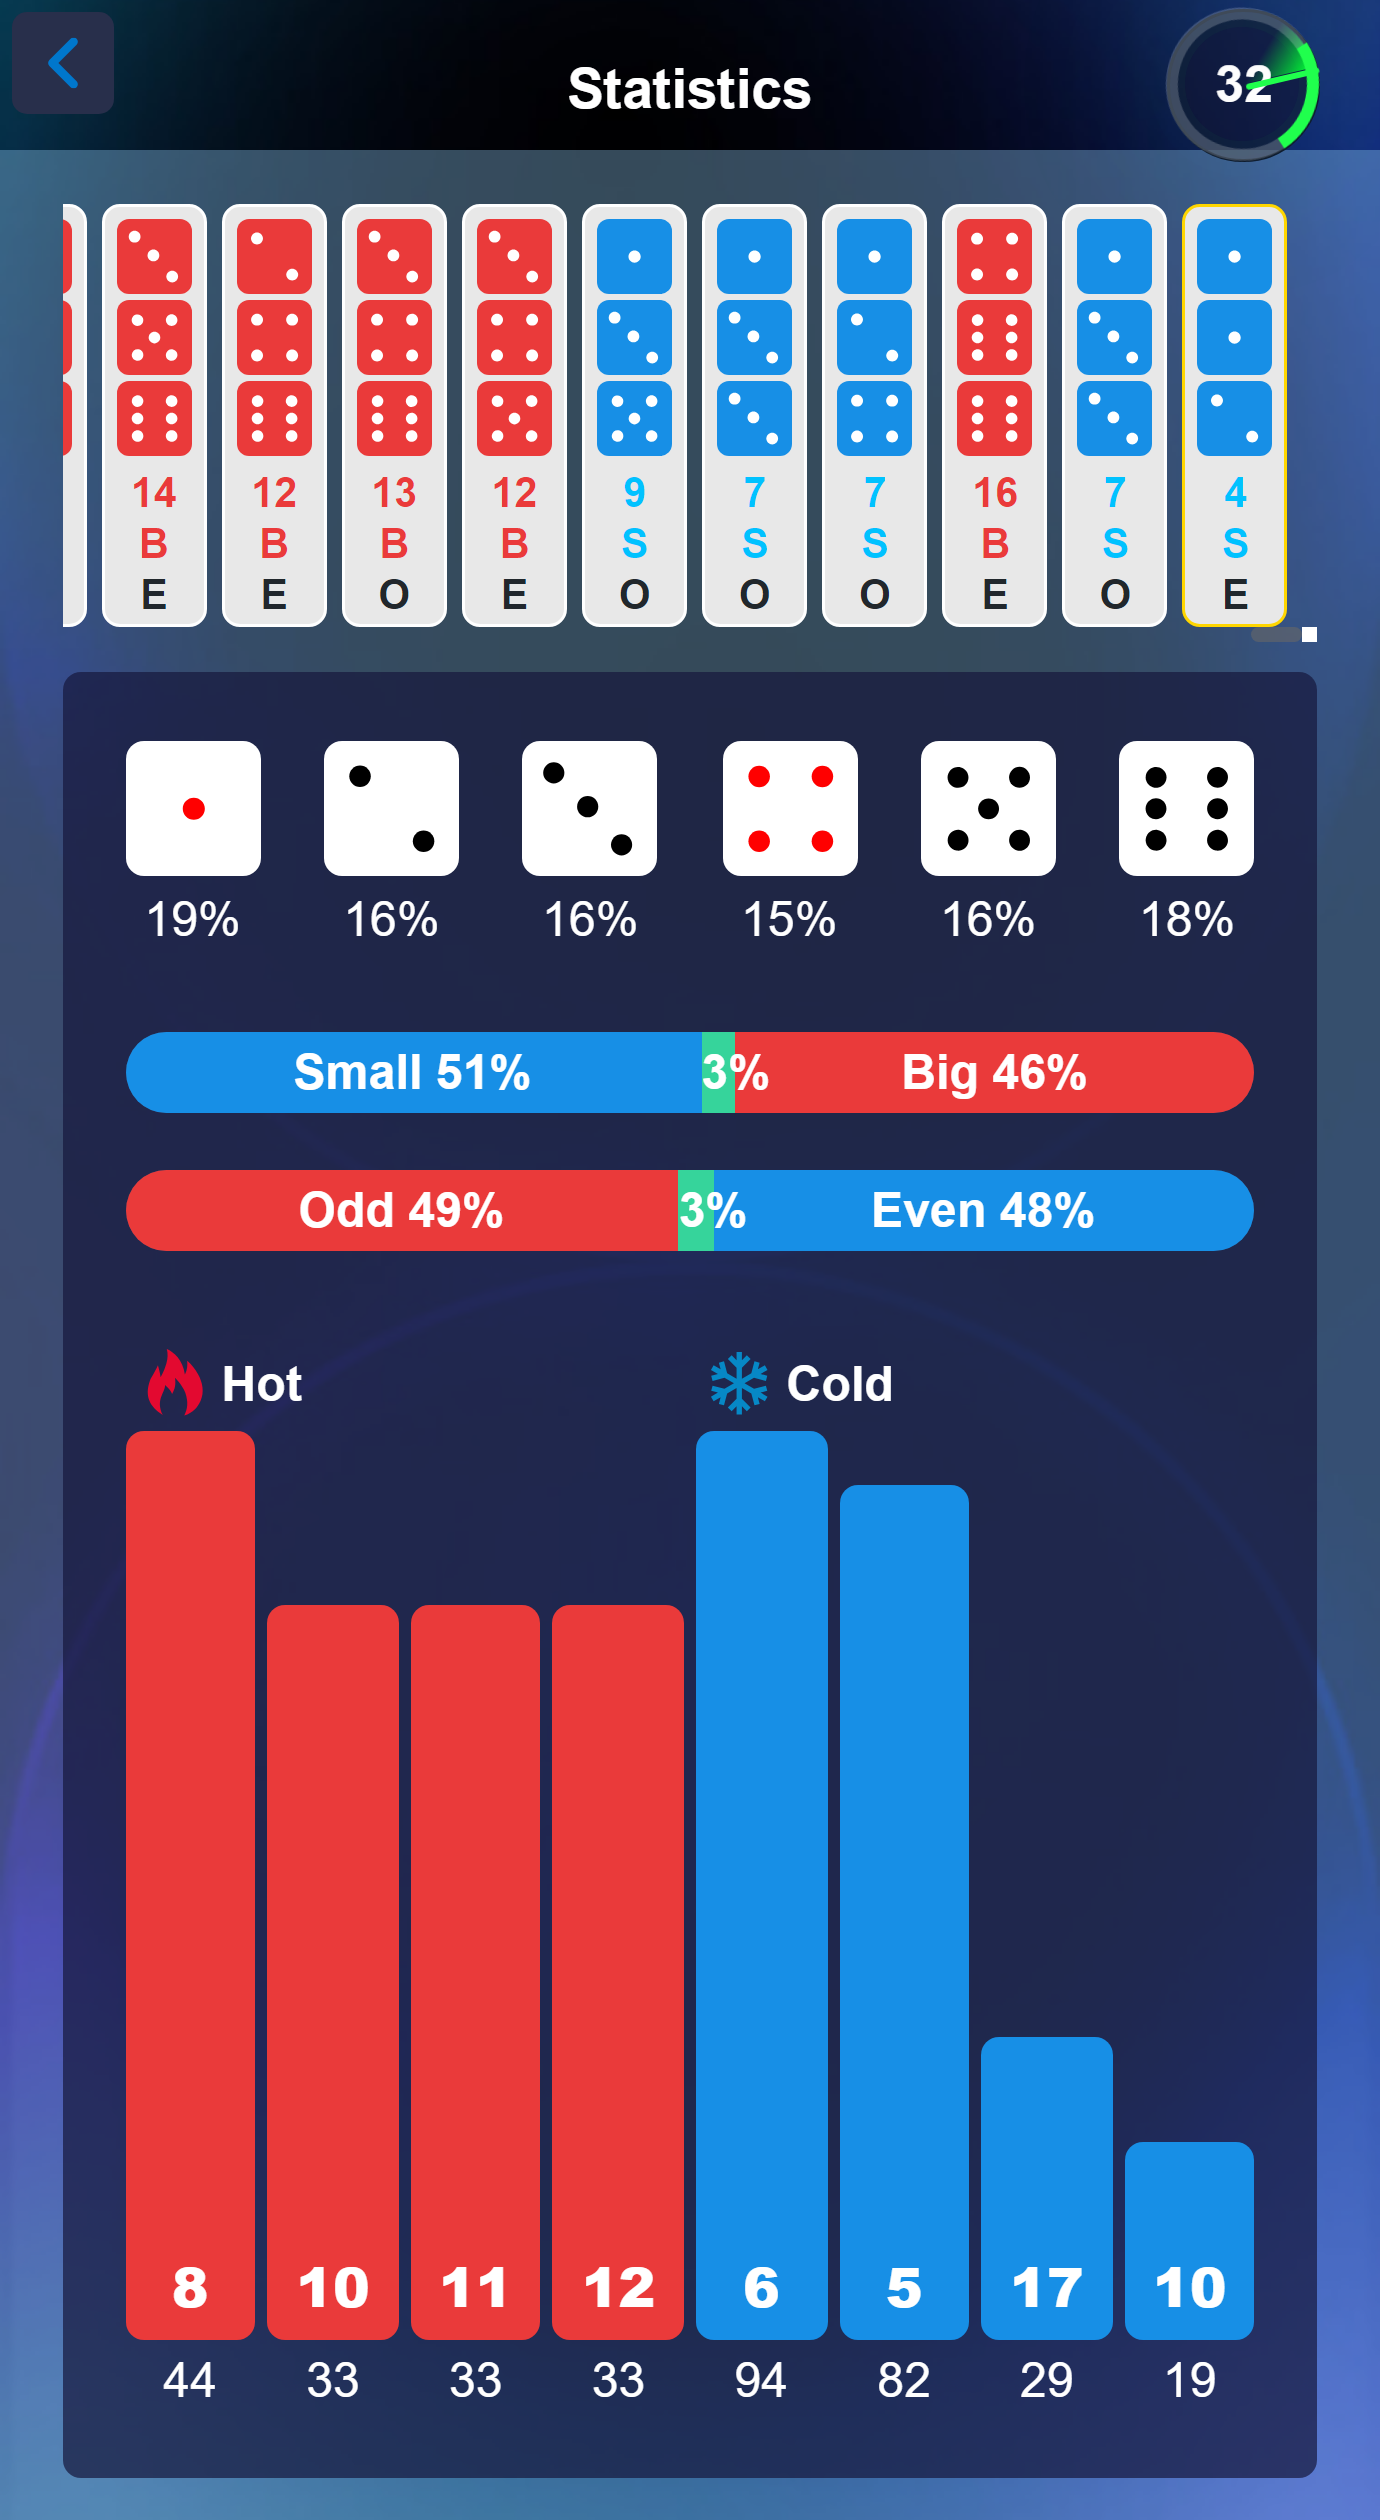 Statistics
32
14 12 13 12 9 7 7 16 7 4
B B B B S S S B S S
E E O E O O O E O E
19% 16% 16% 15% 16% 18%
Small 51% 3% Big 46%
Odd 49% 3% Even 48%
Hot Cold
8 10 11 12 6 5 17 10
44 33 33 33 94 82 29 19